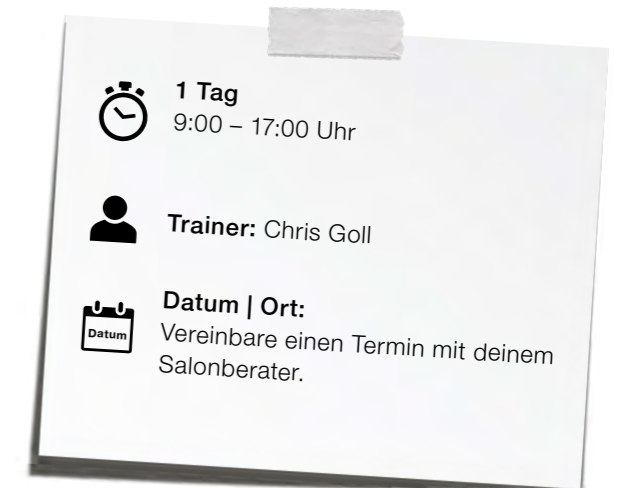 1 Tag
9:00 – 17:00 Uhr
Trainer: Chris Goll
Datum | Ort:
Datum
Vereinbare einen Termin mit deinem
Salonberater.